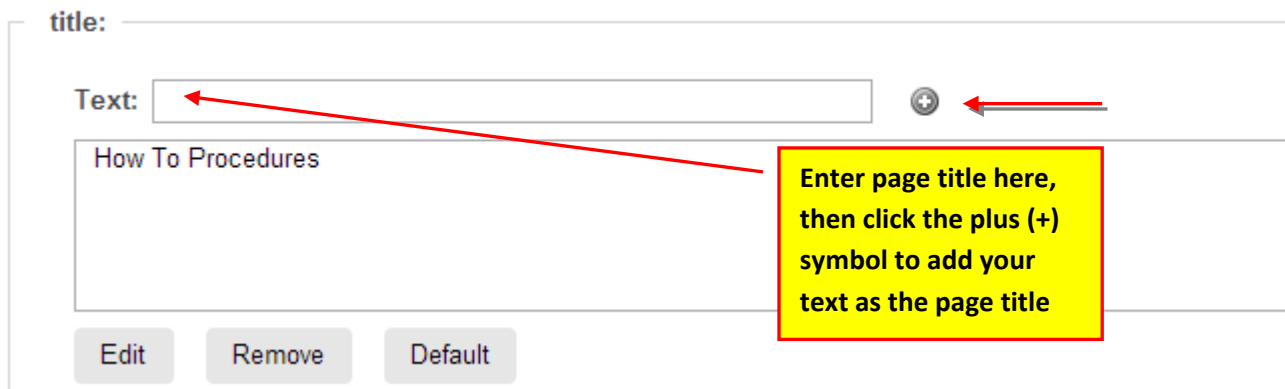 title:
Text:
How To Procedures
Enter page title here,
then click the plus (+)
symbol to add your
text as the page title
Edit Remove Default